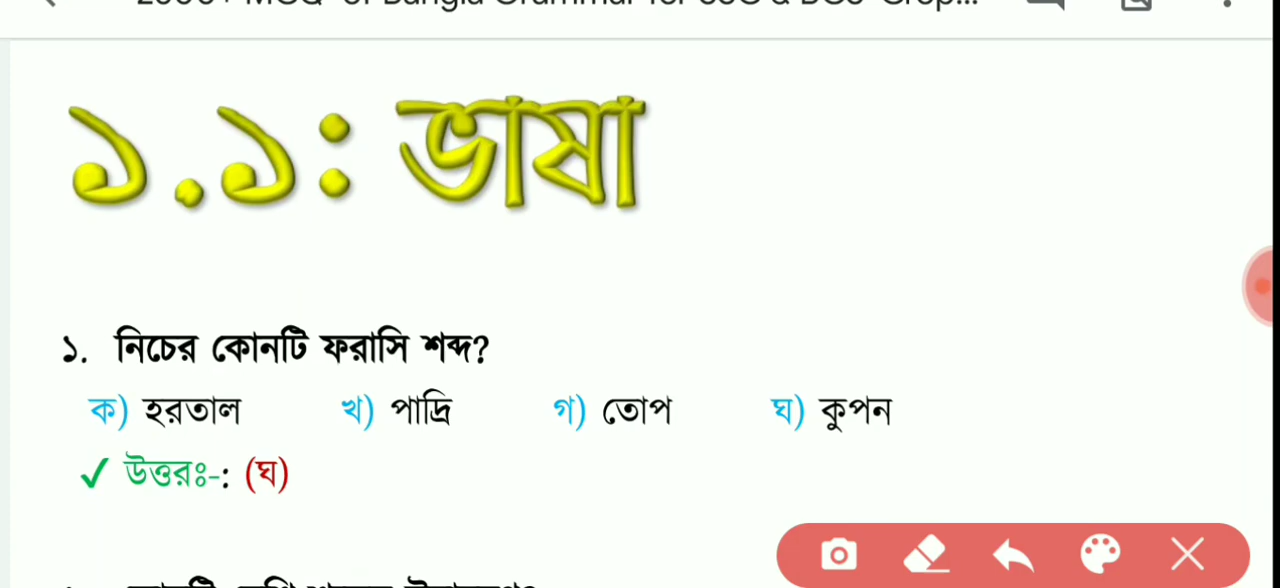 ১.১: ভাষা
১. নিচের কোনটি ফরাসি শব্দ?
ক) হরতাল খ) পাদ্রি গ) তোপ ঘ) কুপন
✓ উত্তরঃ-: (ঘ)